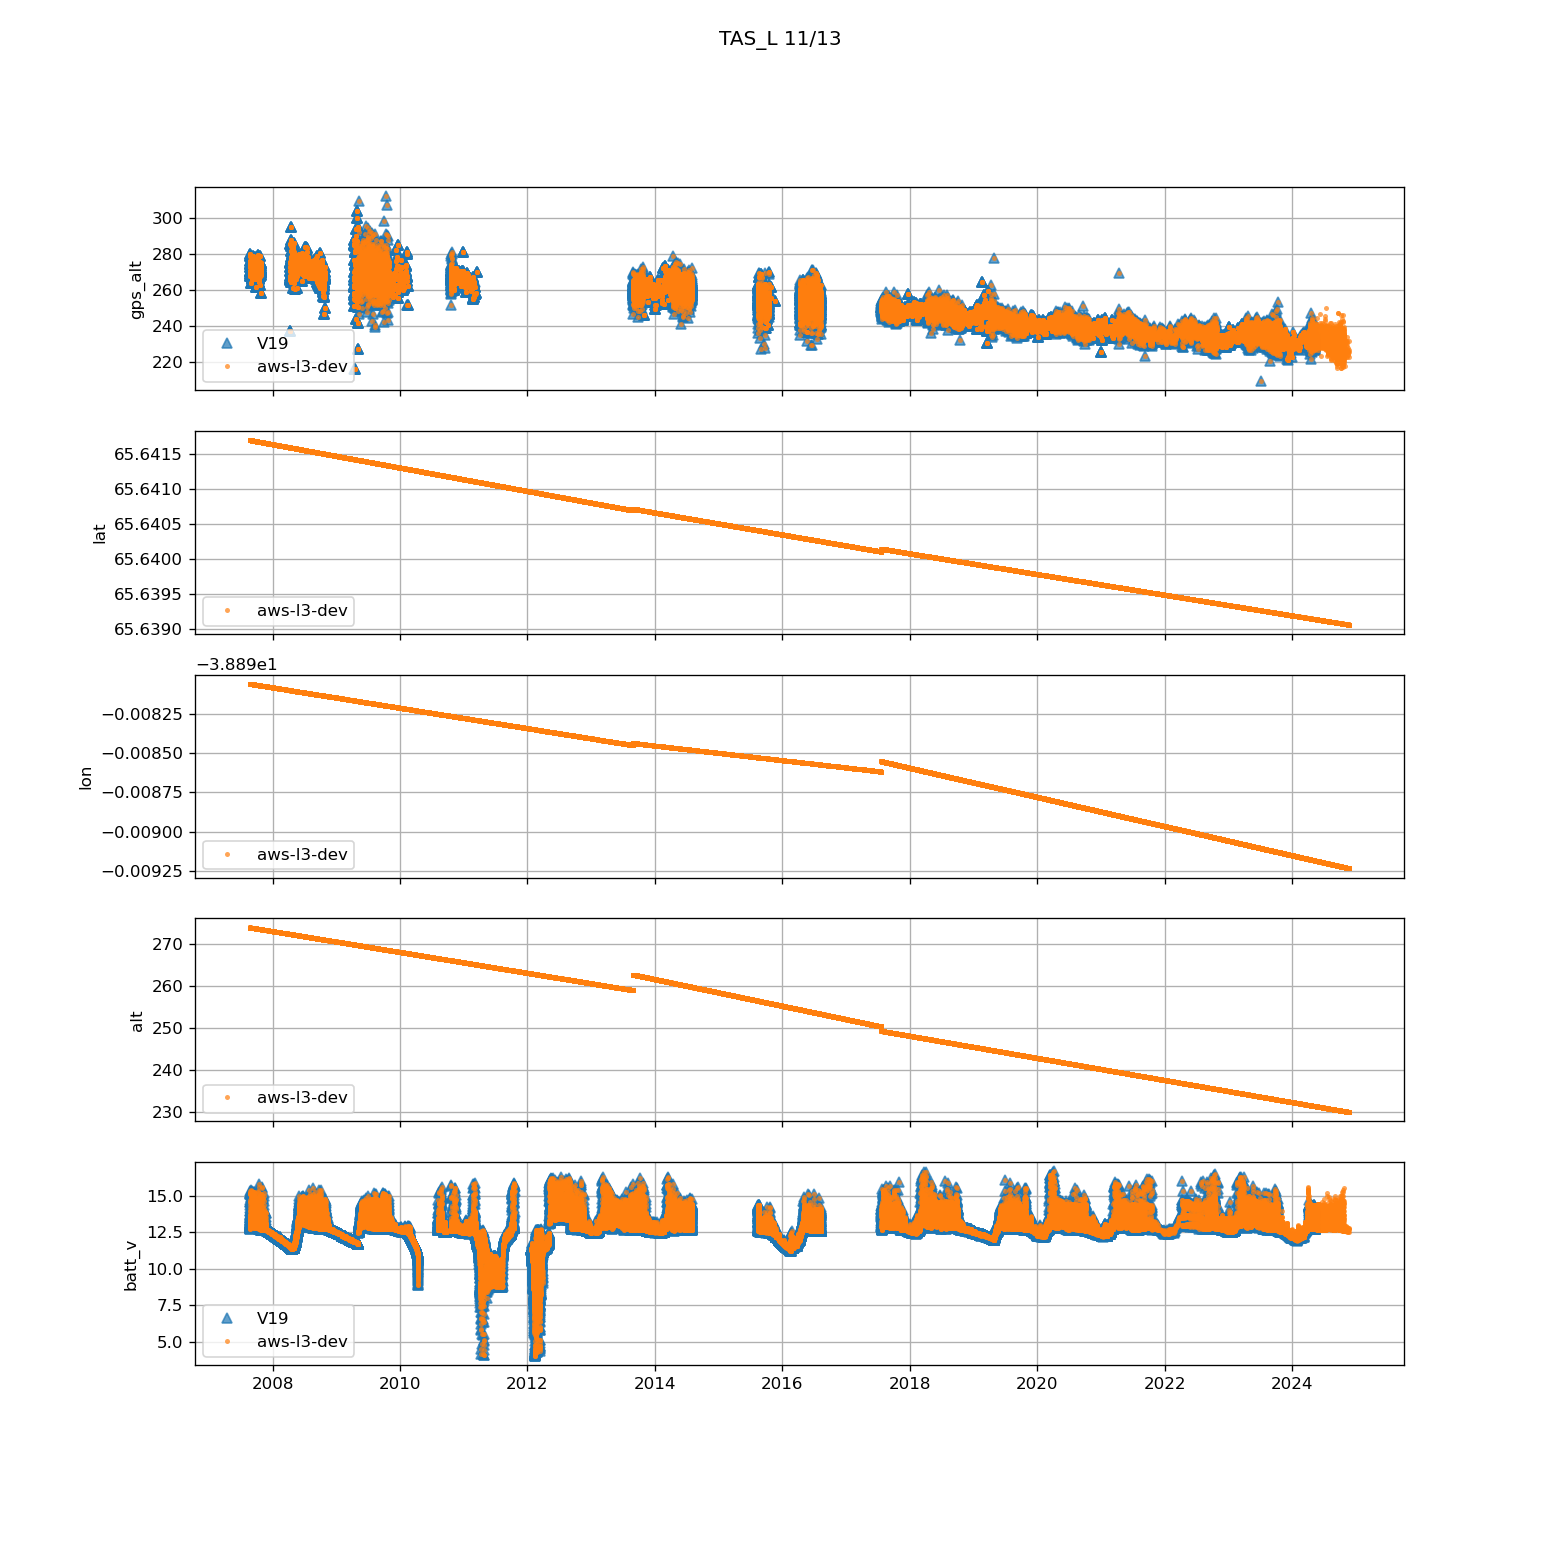 TAS_L 11/13
gps_alt
300
280
260
240
220
V19
aws-l3-dev
lat
65.6415
65.6410
65.6405
65.6400
65.6395
65.6390
aws-l3-dev
−3.889e1
lon
−0.00825
−0.00850
−0.00875
−0.00900
−0.00925
aws-l3-dev
alt
270
260
250
240
230
aws-l3-dev
batt_v
15.0
12.5
10.0
7.5
5.0
V19
aws-l3-dev
2008 2010 2012 2014 2016 2018 2020 2022 2024